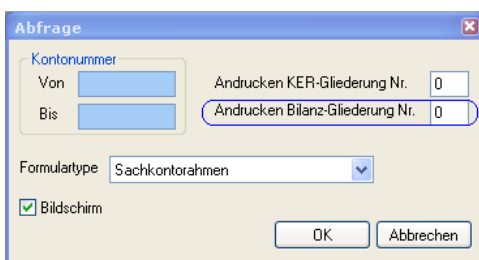 Abfrage
Kontonummer
Von
Bis
Andrucken KER-Gliederung Nr. 0
Andrucken Bilanz-Gliederung Nr. 0
Formulartype Sachkontorahmen
Bildschirm
OK Abbrechen